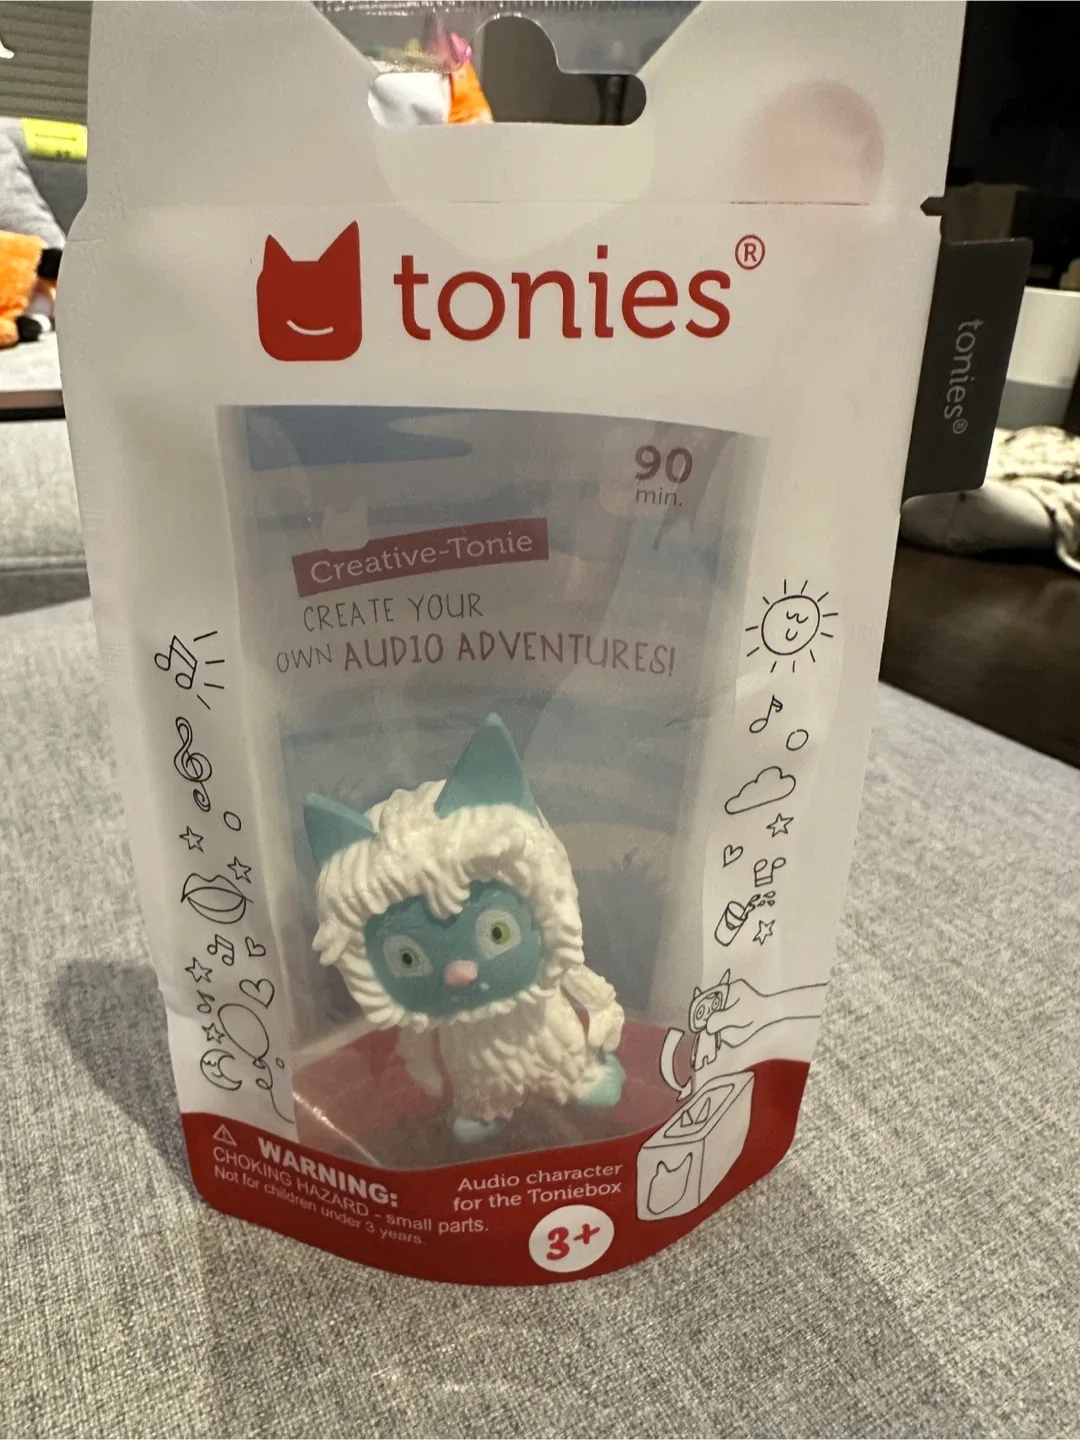 tonies®
tonies®
90
min.
Creative-Tonie
CREATE YOUR
OWN AUDIO ADVENTURES!
WARNING:
CHOKING HAZARD - small parts.
Not for children under 3 years.
Audio character
for the Toniebox
3+